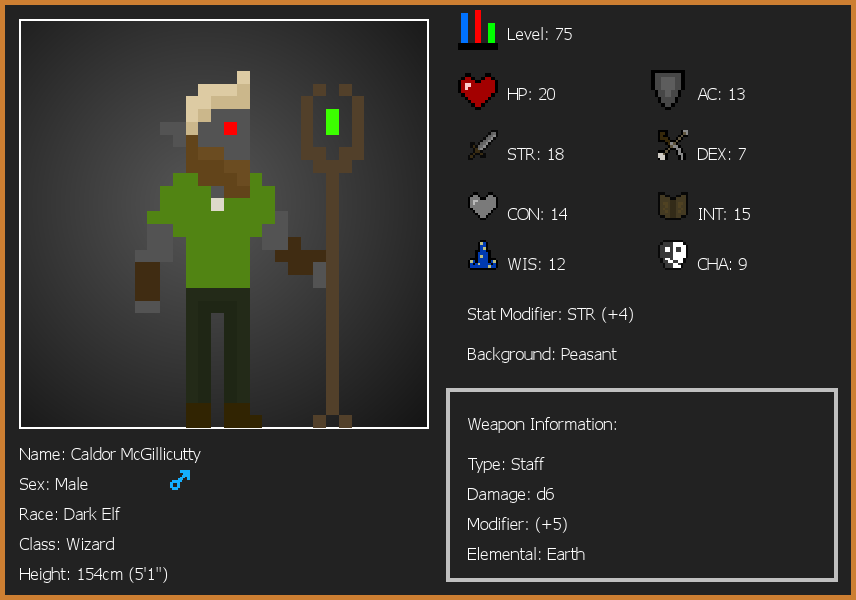 Level: 75
HP: 20
AC: 13
STR: 18
DEX: 7
CON: 14
INT: 15
WIS: 12
CHA: 9
Stat Modifier: STR (+4)
Background: Peasant
Weapon Information:
Type: Staff
Damage: d6
Modifier: (+5)
Elemental: Earth
Name: Caldor McGillicutty
Sex: Male
Race: Dark Elf
Class: Wizard
Height: 154cm (5'1")